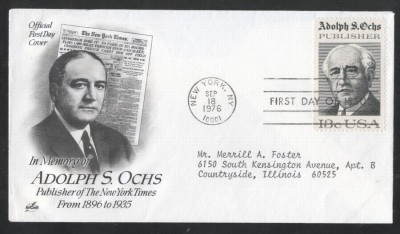 Official
First Day
Cover
The New York Times.
In Memory of
ADOLPH S. OCHS
Publisher of The New York Times
From 1896 to 1935
NEW YORK, NY
SEP
18
1976
10001
FIRST DAY OF ISSUE
Adolph S. Ochs
PUBLISHER
13c USA
Mr. Merrill A. Foster
6150 South Kensington Avenue, Apt. B
Countryside, Illinois 60525